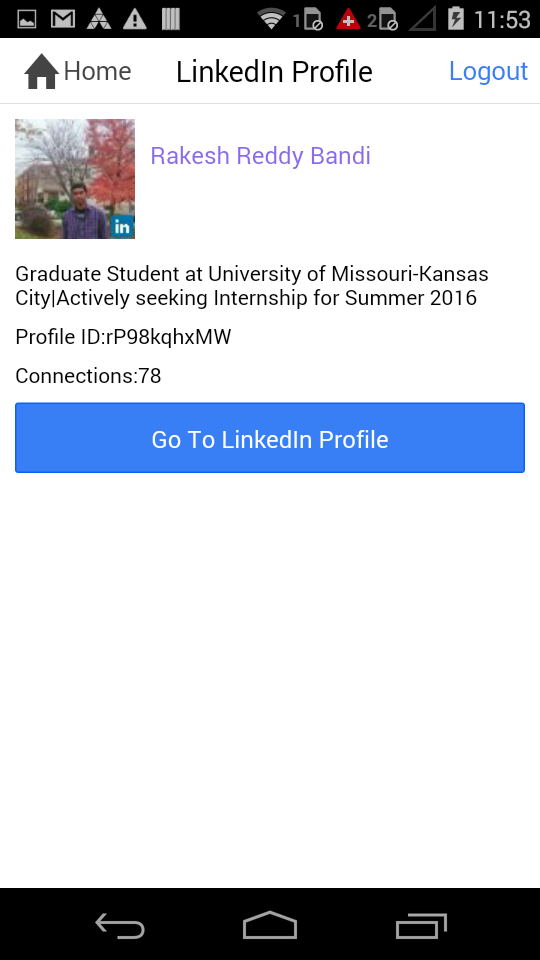 1 2 11:53
Home LinkedIn Profile Logout
Rakesh Reddy Bandi
in
Graduate Student at University of Missouri-Kansas
City|Actively seeking Internship for Summer 2016
Profile ID:rP98kqhxMW
Connections:78
Go To LinkedIn Profile